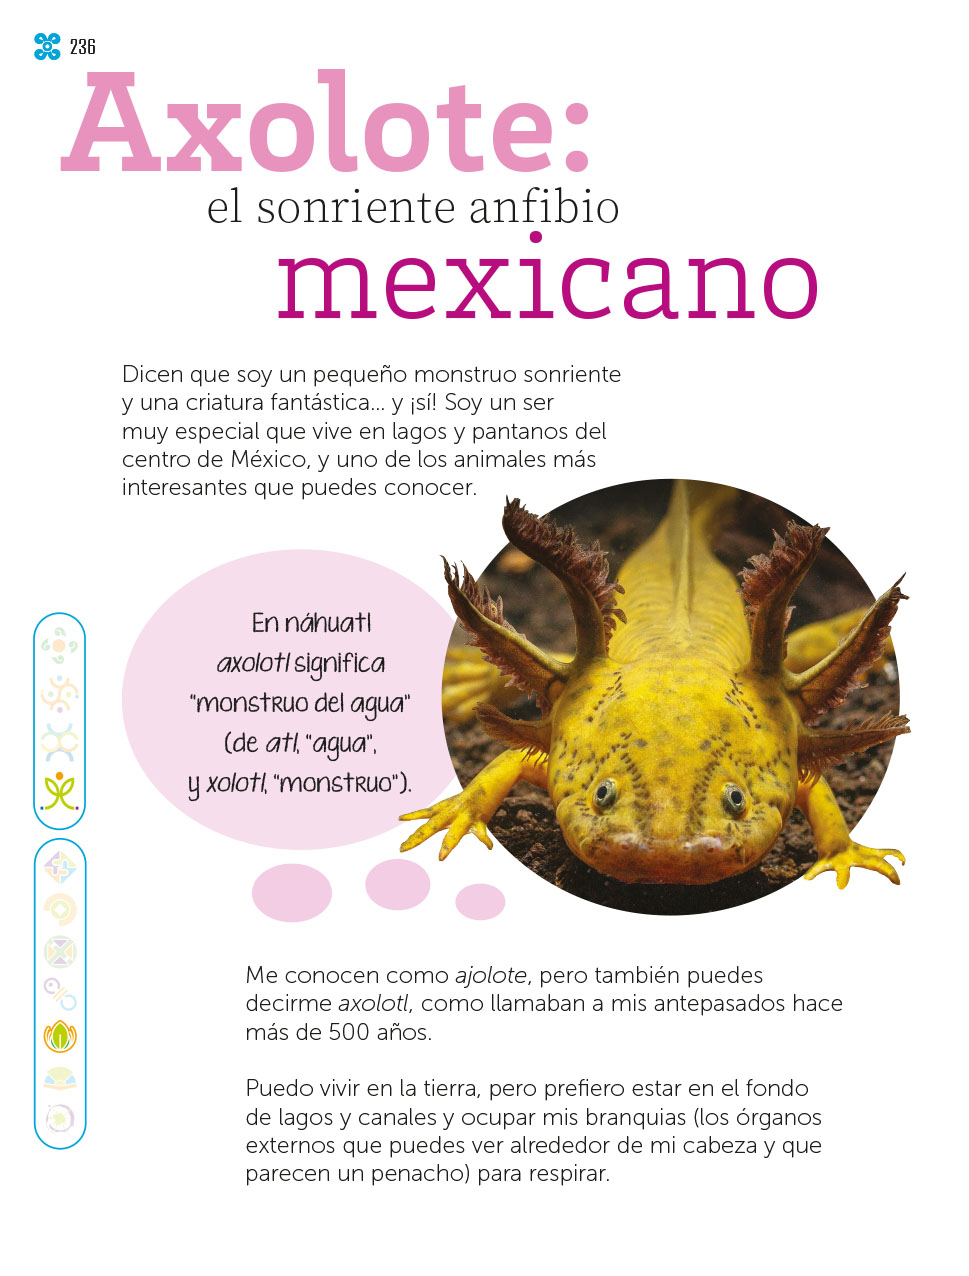 236
Axolote:
el sonriente anfibio
mexicano
Dicen que soy un pequeño monstruo sonriente
y una criatura fantástica... y ¡sí! Soy un ser
muy especial que vive en lagos y pantanos del
centro de México, y uno de los animales más
interesantes que puedes conocer.
En náhuatl
axolotl significa
"monstruo del agua"
(de atl, "agua",
y xolotl, "monstruo").
Me conocen como ajolote, pero también puedes
decirme axolotl, como llamaban a mis antepasados hace
más de 500 años.
Puedo vivir en la tierra, pero prefiero estar en el fondo
de lagos y canales y ocupar mis branquias (los órganos
externos que puedes ver alrededor de mi cabeza y que
parecen un penacho) para respirar.